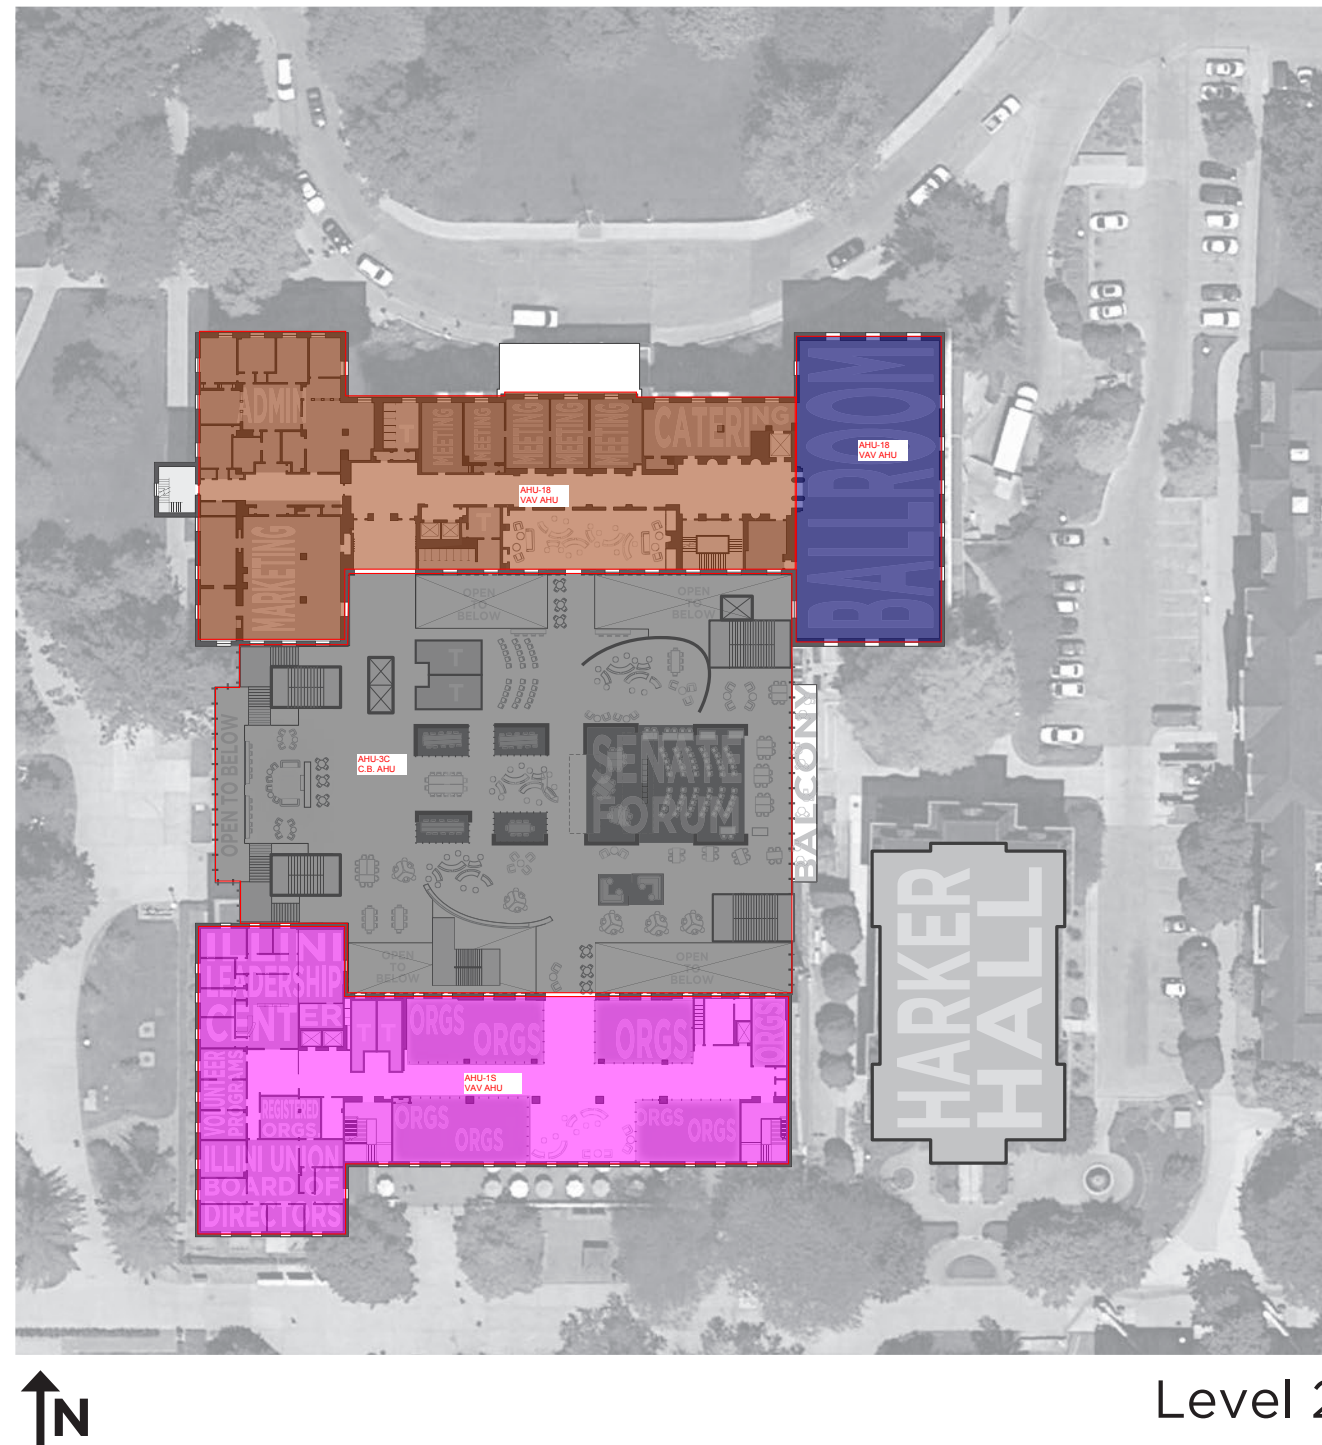 ADMIN
T
MEETING
MEETING
MEETING
MEETING
MEETING
CATERING
BALLROOM
AHU-18
VAV AHU
AHU-18
VAV AHU
T
MARKETING
OPEN
TO
BELOW
OPEN
TO
BELOW
T
T
OPEN TO BELOW
AHU-3C
C.B. AHU
SENATE
FORUM
BALCONY
HARKER
HALL
OPEN
TO
BELOW
OPEN
TO
BELOW
ILLINI
LEADERSHIP
CENTER
T
T
ORGS
ORGS
ORGS
ORGS
VOLUNTEER
PROGRAMS
AHU-1S
VAV AHU
REGISTERED
ORGS
ORGS
ORGS
ORGS
ORGS
ILLINI UNION
BOARD OF
DIRECTORS
N
Level 2